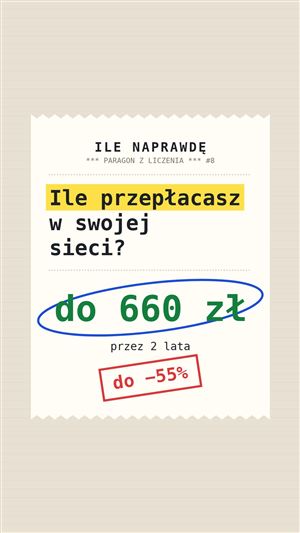 ILE NAPRAWDĘ
*** PARAGON Z LICZENIA *** #8
Ile przepłacasz
w swojej
sieci?
do 660 zł
przez 2 lata
do −55%